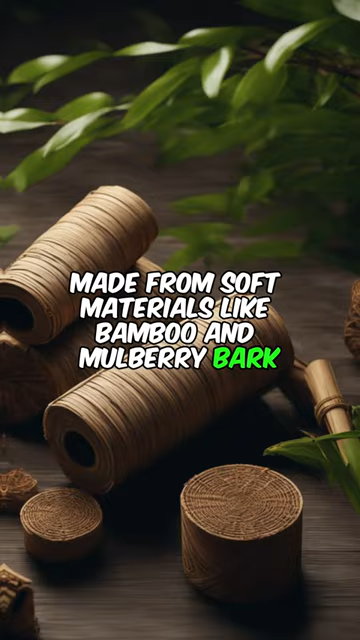 MADE FROM SOFT
MATERIALS LIKE
BAMBOO AND
MULBERRY BARK